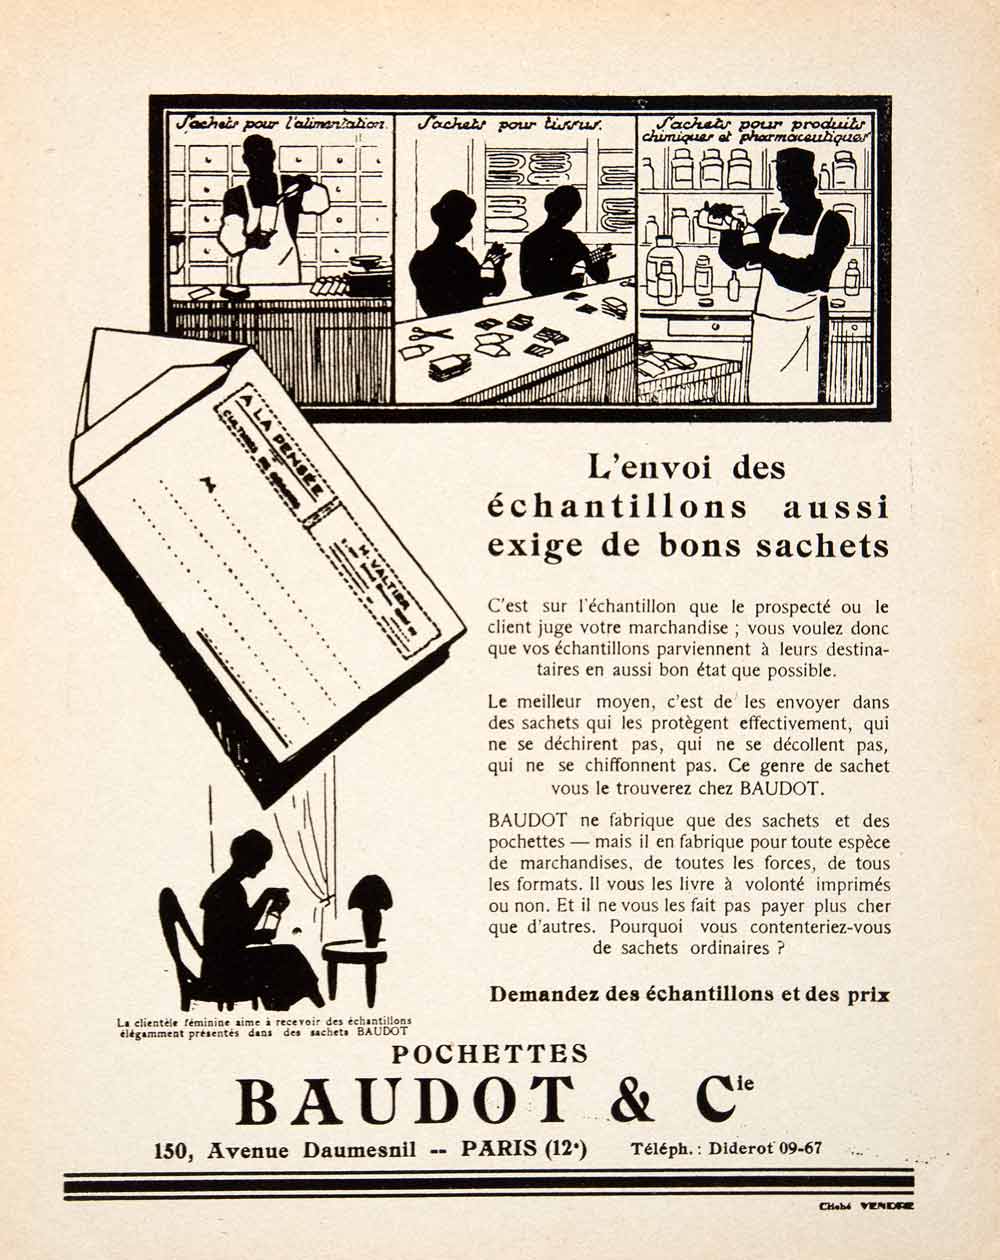 Sachets pour l'alimentation.
Sachets pour tissus.
Sachets pour produits
chimiques et pharmaceutiques
A LA PENSÉE
M. VALTIER
A
L'envoi des
échantillons aussi
exige de bons sachets
C'est sur l'échantillon que le prospecté ou le
client juge votre marchandise ; vous voulez donc
que vos échantillons parviennent à leurs destina-
taires en aussi bon état que possible.
Le meilleur moyen, c'est de les envoyer dans
des sachets qui les protègent effectivement, qui
ne se déchirent pas, qui ne se décollent pas,
qui ne se chiffonnent pas. Ce genre de sachet
vous le trouverez chez BAUDOT.
BAUDOT ne fabrique que des sachets et des
pochettes — mais il en fabrique pour toute espèce
de marchandises, de toutes les forces, de tous
les formats. Il vous les livre à volonté imprimés
ou non. Et il ne vous les fait pas payer plus cher
que d'autres. Pourquoi vous contenteriez-vous
de sachets ordinaires ?
Demandez des échantillons et des prix
La clientèle féminine aime à recevoir des échantillons
élégamment présentés dans des sachets BAUDOT
POCHETTES
BAUDOT & Cie
150, Avenue Daumesnil -- PARIS (12e) Téléph. : Diderot 09-67
Cliché VENDRE